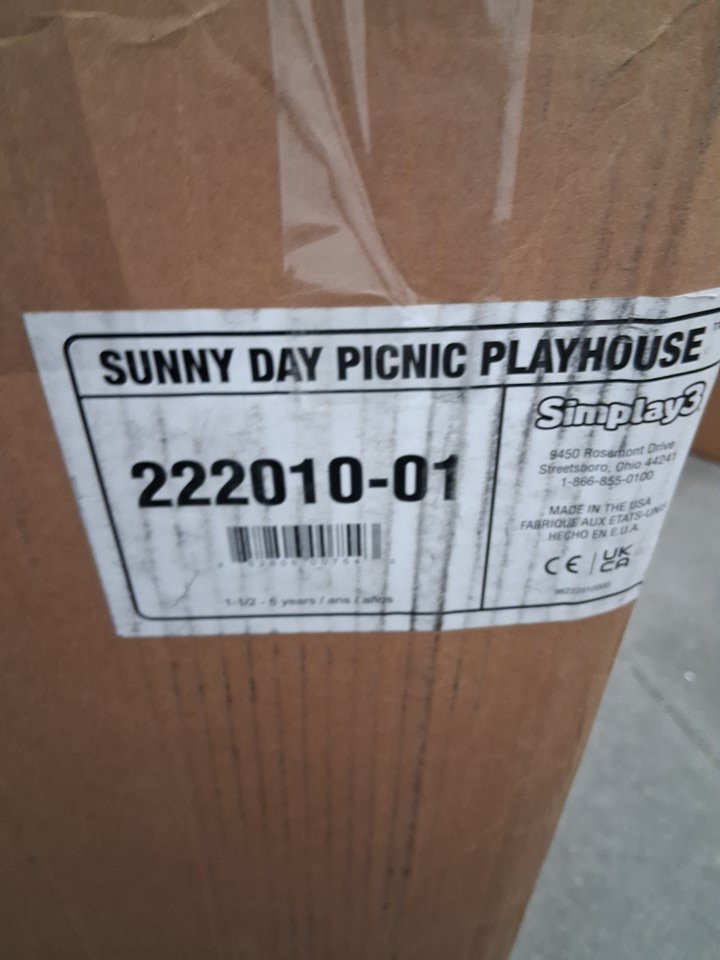 SUNNY DAY PICNIC PLAYHOUSE
222010-01
1-1/2 - 6 years / ans / años
Simplay3
9450 Rosemont Drive
Streetsboro, Ohio 44241
1-866-855-0100
MADE IN THE USA
FABRIQUE AUX ETATS-UNIS
HECHO EN E.U.A.
CE | UK
CA